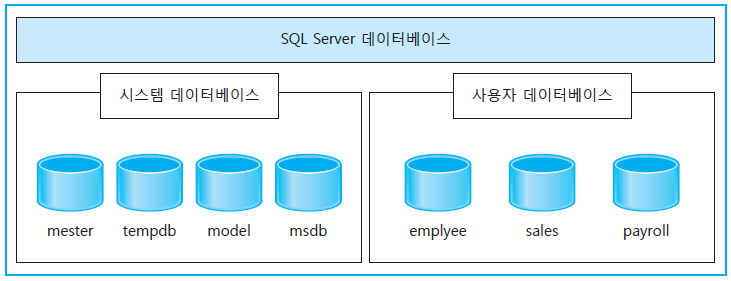 SQL Server 데이터베이스
시스템 데이터베이스
사용자 데이터베이스
mester
tempdb
model
msdb
emplyee
sales
payroll